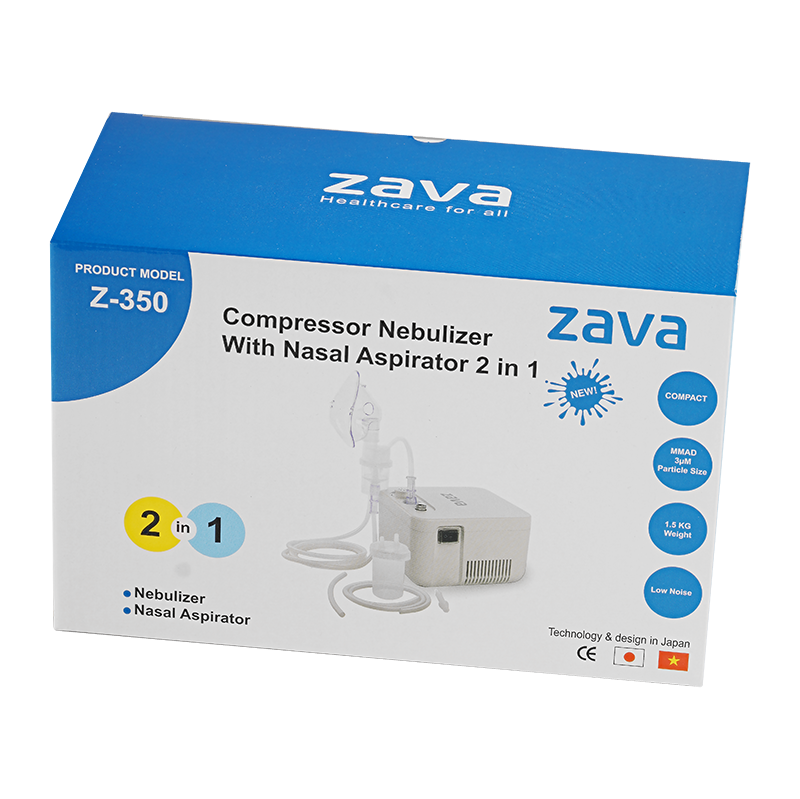 zava
Healthcare for all
PRODUCT MODEL
Z-350
Compressor Nebulizer
With Nasal Aspirator 2 in 1
zava
NEW!
COMPACT
MMAD
3µM
Particle Size
1.5 KG
Weight
Low Noise
zava
2 in 1
Nebulizer
Nasal Aspirator
Technology & design in Japan
CE